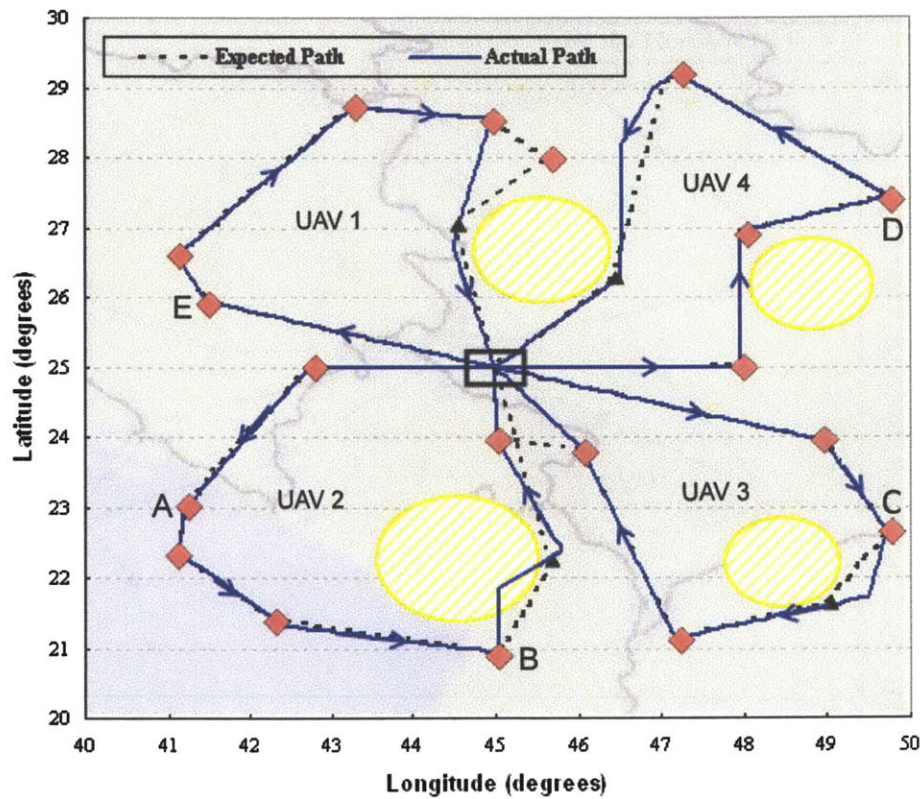 30
Expected Path Actual Path
29
28
UAV 4
UAV 1
27
D
26
E
25
Latitude (degrees)
24
A
23
UAV 2
UAV 3
C
22
21
B
20
40 41 42 43 44 45 46 47 48 49 50
Longitude (degrees)